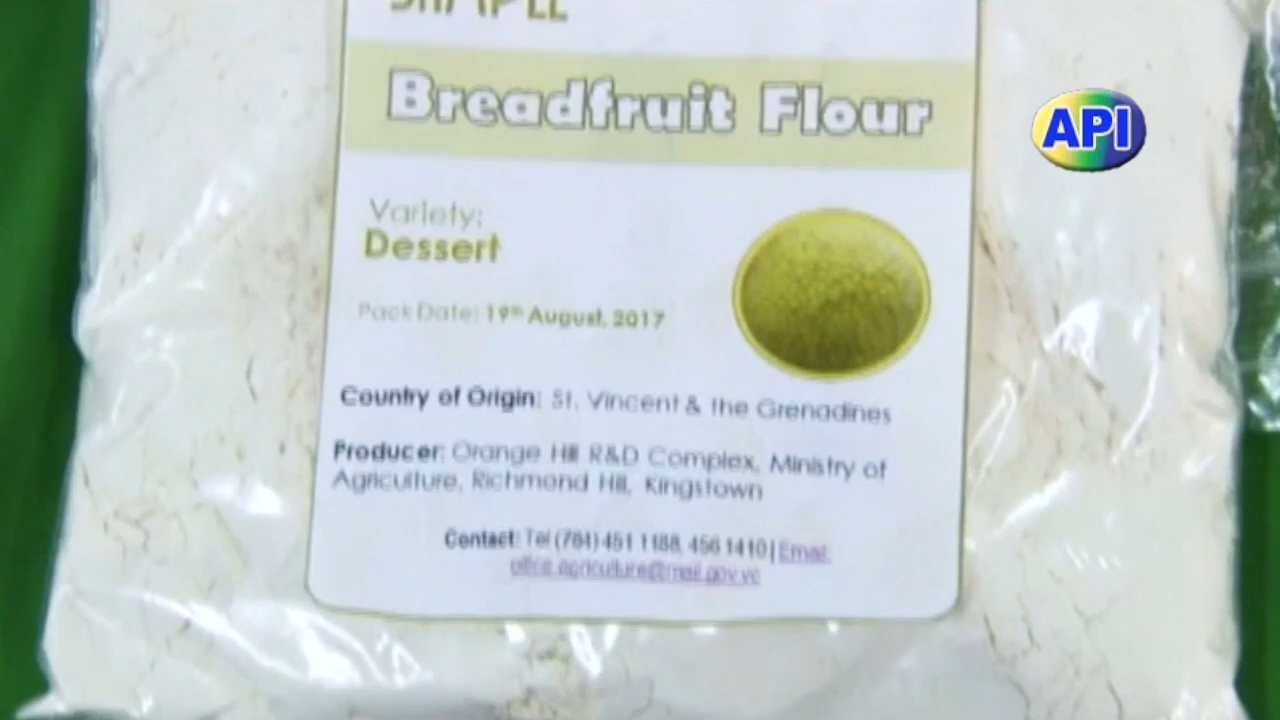 SAMPLE
Breadfruit Flour
API
Variety:
Dessert
Pack Date: 19th August, 2017
Country of Origin: St. Vincent & the Grenadines
Producer: Orange Hill R&D Complex, Ministry of
Agriculture, Richmond Hill, Kingstown
Contact: Tel (784) 451 1188, 456 1410 | Email:
office.agriculture@mail.gov.vc